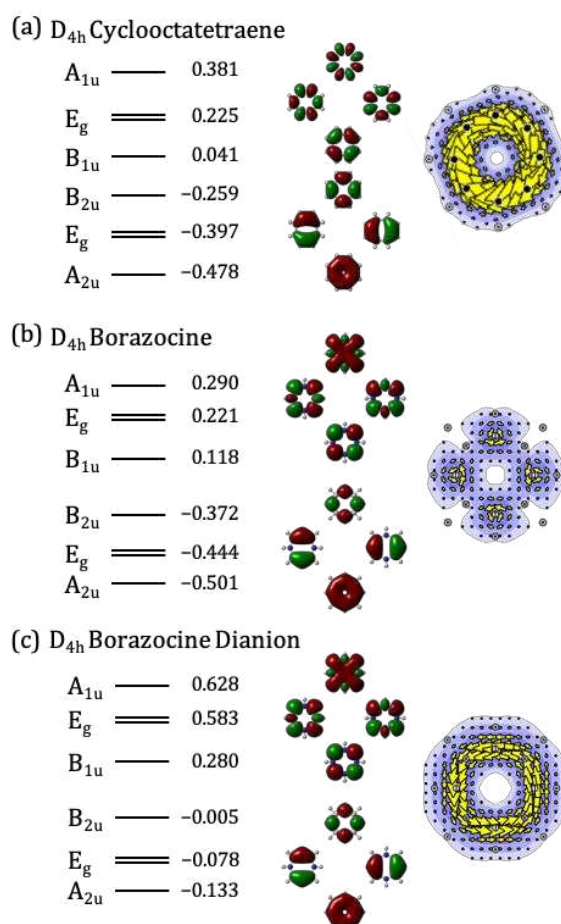 (a) D4h Cyclooctatetraene
A1u 0.381
Eg 0.225
B1u 0.041
B2u −0.259
Eg −0.397
A2u −0.478
(b) D4h Borazocine
A1u 0.290
Eg 0.221
B1u 0.118
B2u −0.372
Eg −0.444
A2u −0.501
(c) D4h Borazocine Dianion
A1u 0.628
Eg 0.583
B1u 0.280
B2u -0.005
Eg -0.078
A2u -0.133